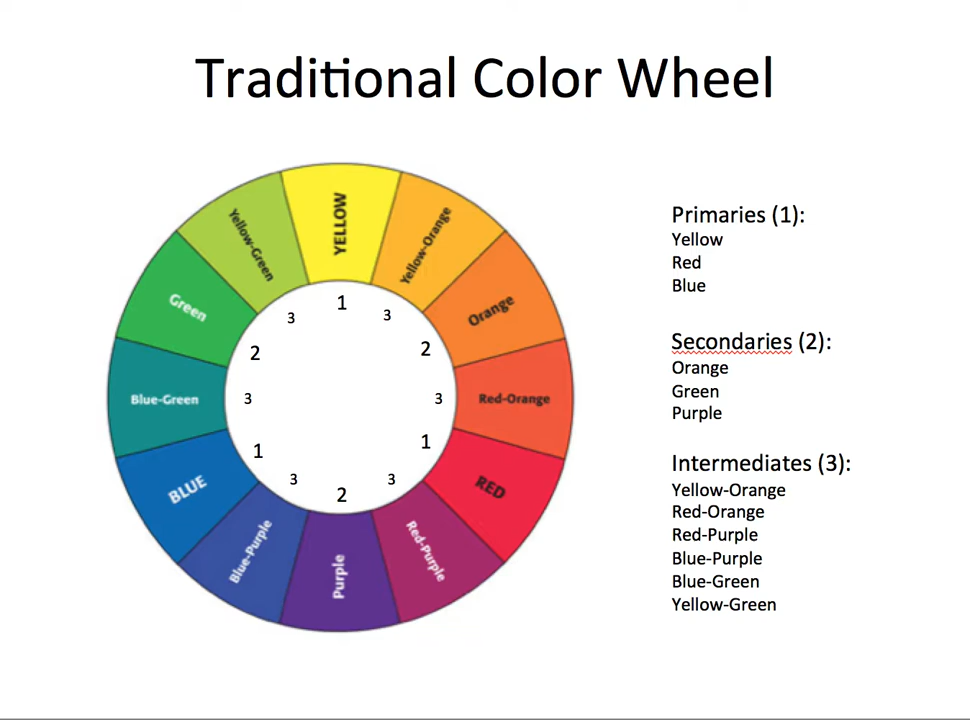 Traditional Color Wheel
YELLOW
Yellow-Orange
Orange
Red-Orange
RED
Red-Purple
Purple
Blue-Purple
BLUE
Blue-Green
Green
Yellow-Green
1
3
2
3
1
3
2
3
1
3
2
3
Primaries (1):
Yellow
Red
Blue
Secondaries (2):
Orange
Green
Purple
Intermediates (3):
Yellow-Orange
Red-Orange
Red-Purple
Blue-Purple
Blue-Green
Yellow-Green